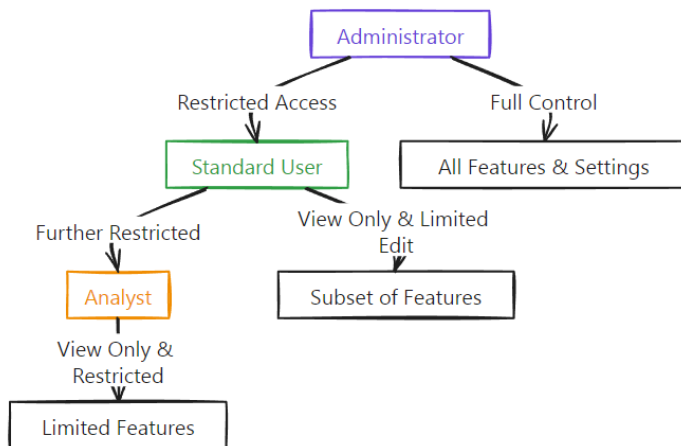 Administrator
Restricted Access
Full Control
Standard User
All Features & Settings
Further Restricted
View Only & Limited
Edit
Analyst
Subset of Features
View Only &
Restricted
Limited Features